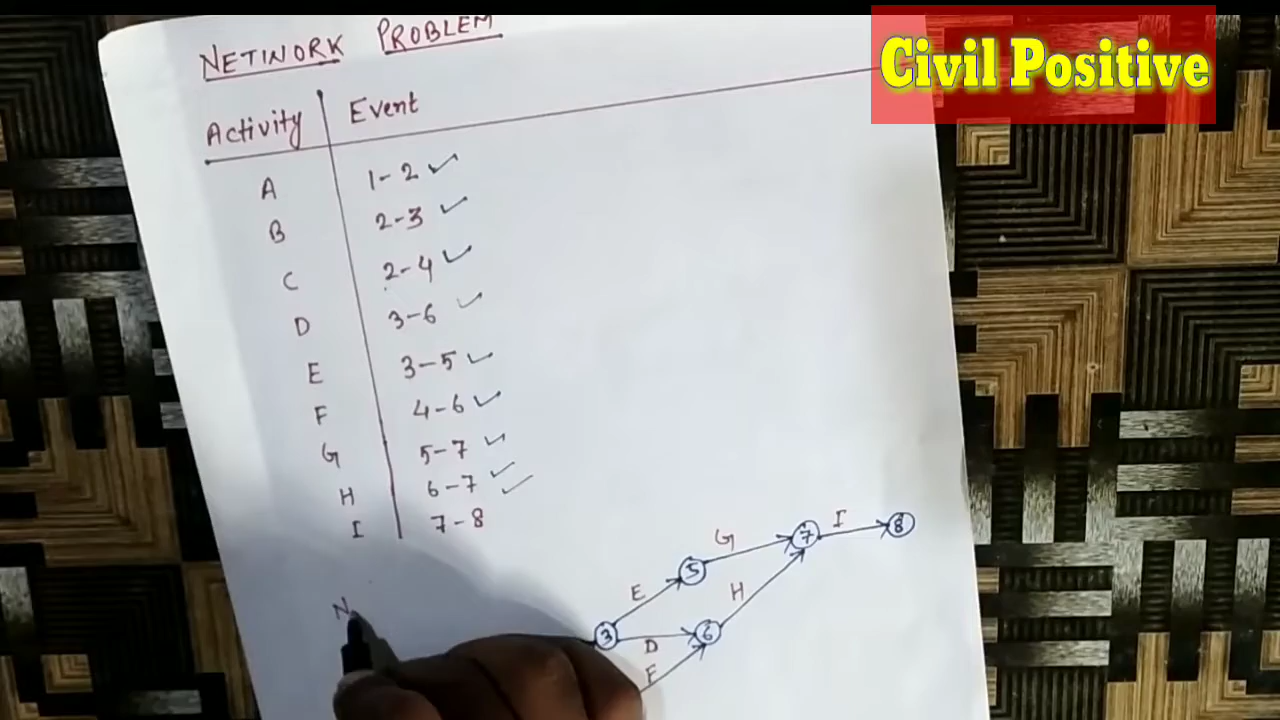 Civil Positive
NETWORK PROBLEM
Activity Event
A 1-2 ✓
B 2-3 ✓
C 2-4 ✓
D 3-6 ✓
E 3-5 ✓
F 4-6 ✓
G 5-7 ✓
H 6-7 ✓
I 7-8 ✓
G 7 I 8
E 5 H
3 D 6
F
N